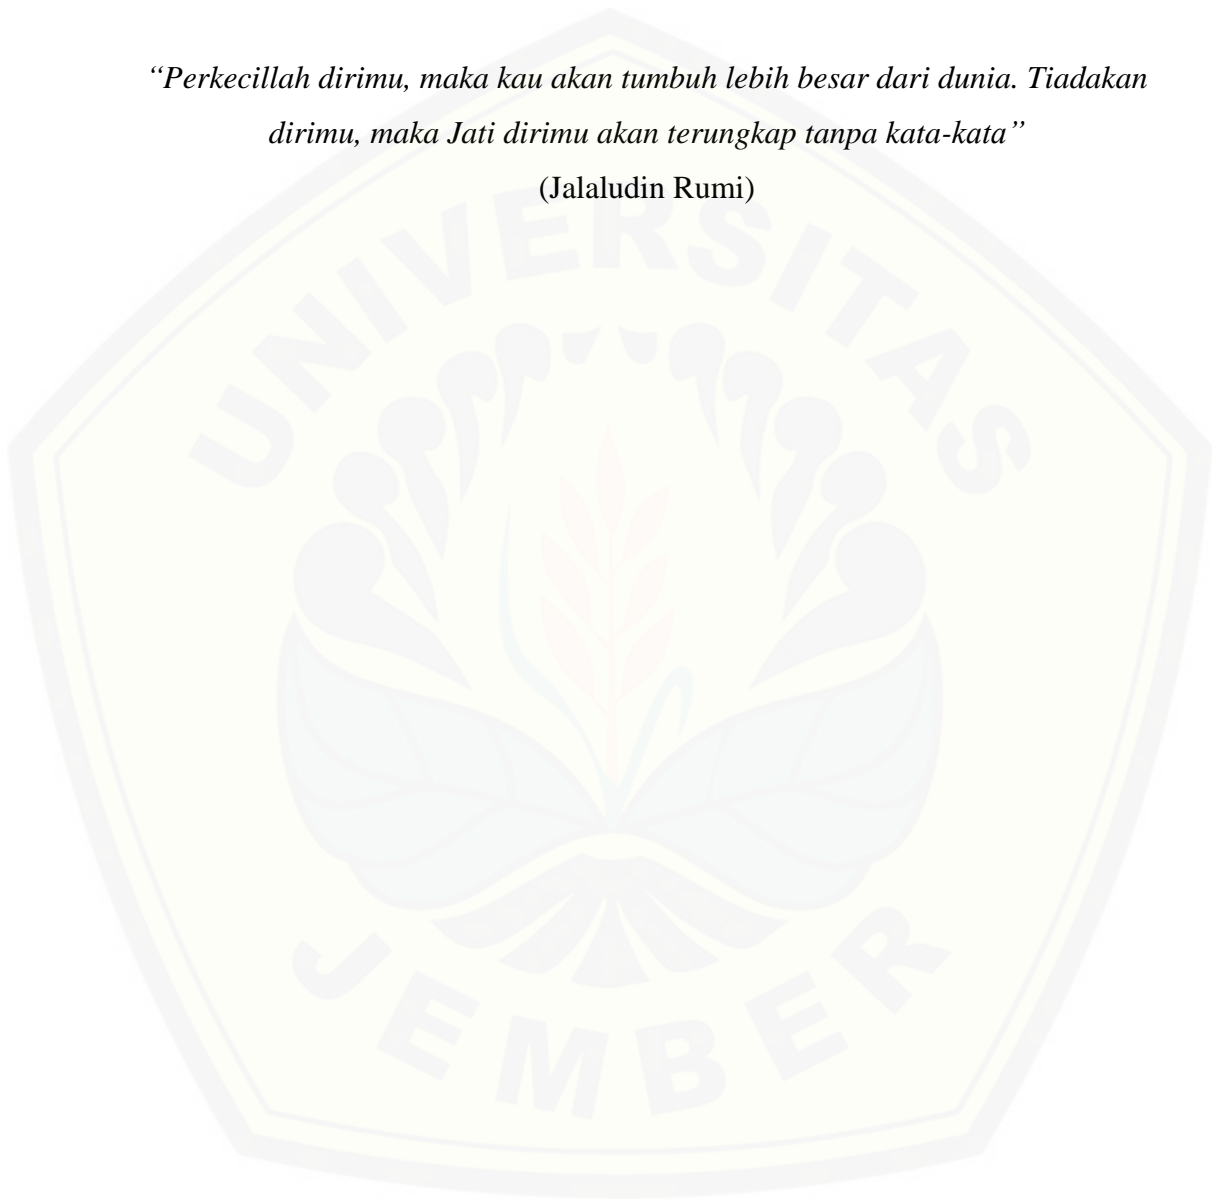 “Perkecillah dirimu, maka kau akan tumbuh lebih besar dari dunia. Tiadakan
dirimu, maka Jati dirimu akan terungkap tanpa kata-kata”
(Jalaludin Rumi)
UNIVERSITAS
JEMBER